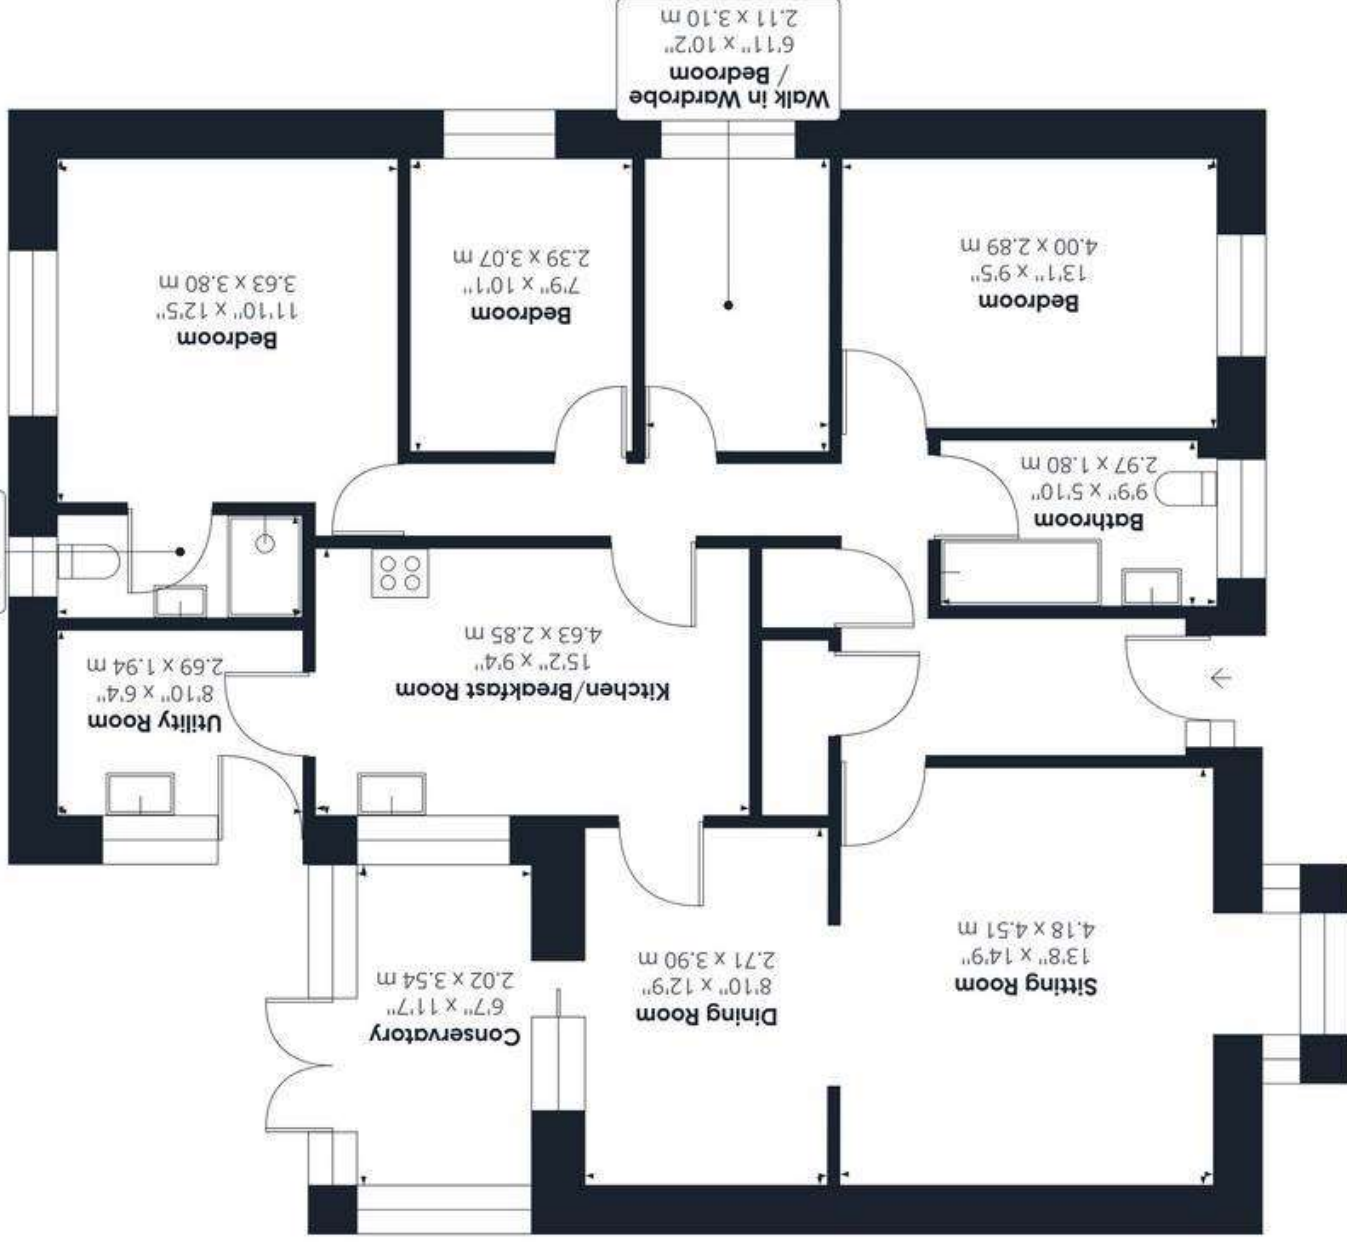 Sitting Room
13'8" x 14'9"
4.18 x 4.51 m
Dining Room
8'10" x 12'9"
2.71 x 3.90 m
Conservatory
6'7" x 11'7"
2.02 x 3.54 m
Kitchen/Breakfast Room
15'2" x 9'4"
4.63 x 2.85 m
Utility Room
8'10" x 6'4"
2.69 x 1.94 m
Bathroom
9'9" x 5'10"
2.97 x 1.80 m
Bedroom
13'1" x 9'5"
4.00 x 2.89 m
Bedroom
7'9" x 10'1"
2.39 x 3.07 m
Bedroom
11'10" x 12'5"
3.63 x 3.80 m
Walk in Wardrobe
/ Bedroom
6'11" x 10'2"
2.11 x 3.10 m